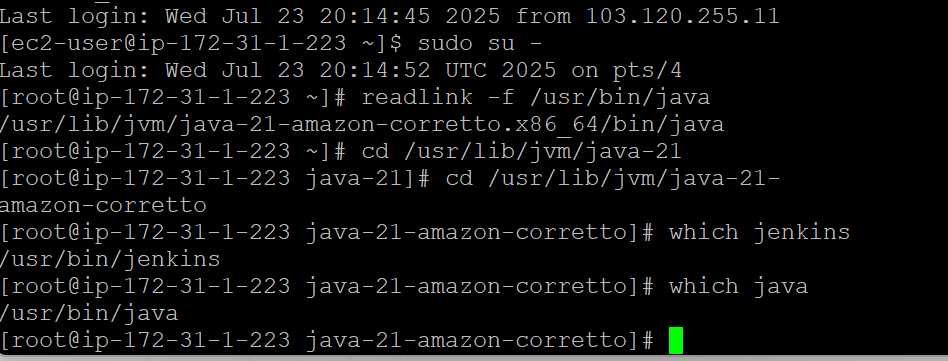 Last login: Wed Jul 23 20:14:45 2025 from 103.120.255.11
[ec2-user@ip-172-31-1-223 ~]$ sudo su -
Last login: Wed Jul 23 20:14:52 UTC 2025 on pts/4
[root@ip-172-31-1-223 ~]# readlink -f /usr/bin/java
/usr/lib/jvm/java-21-amazon-corretto.x86_64/bin/java
[root@ip-172-31-1-223 ~]# cd /usr/lib/jvm/java-21
[root@ip-172-31-1-223 java-21]# cd /usr/lib/jvm/java-21-
amazon-corretto
[root@ip-172-31-1-223 java-21-amazon-corretto]# which jenkins
/usr/bin/jenkins
[root@ip-172-31-1-223 java-21-amazon-corretto]# which java
/usr/bin/java
[root@ip-172-31-1-223 java-21-amazon-corretto]#